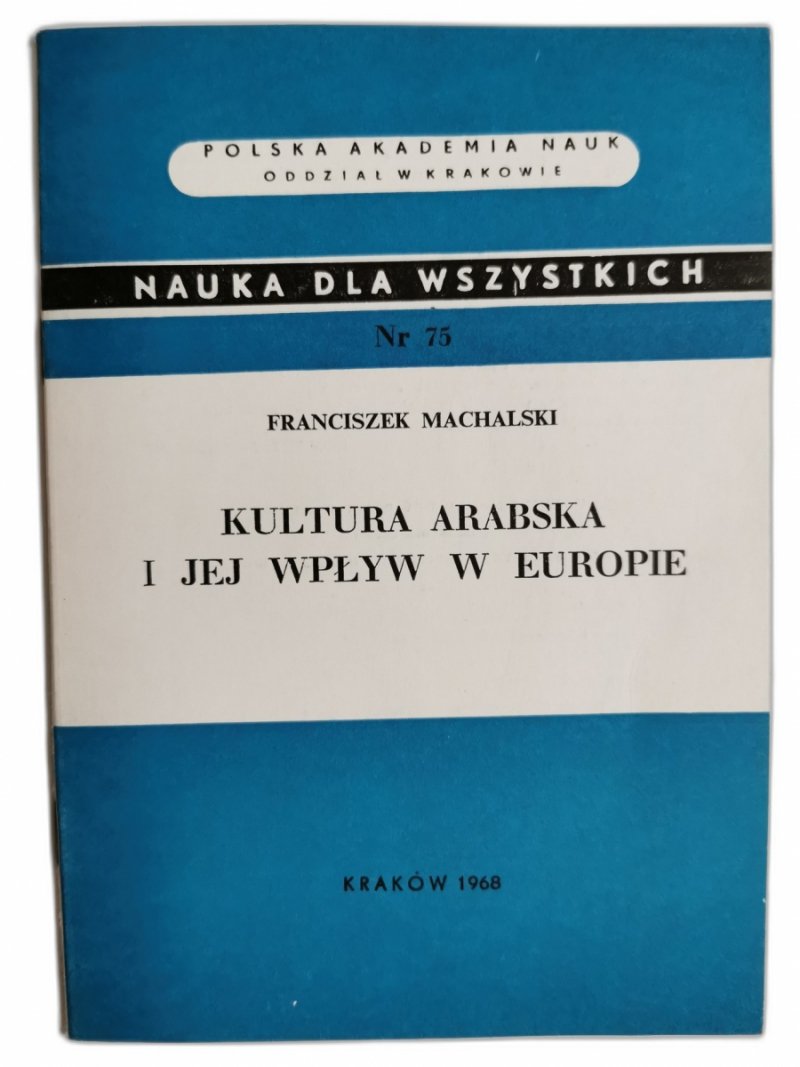 POLSKA AKADEMIA NAUK
ODDZIAŁ W KRAKOWIE
NAUKA DLA WSZYSTKICH
Nr 75
FRANCISZEK MACHALSKI
KULTURA ARABSKA
I JEJ WPŁYW W EUROPIE
KRAKÓW 1968